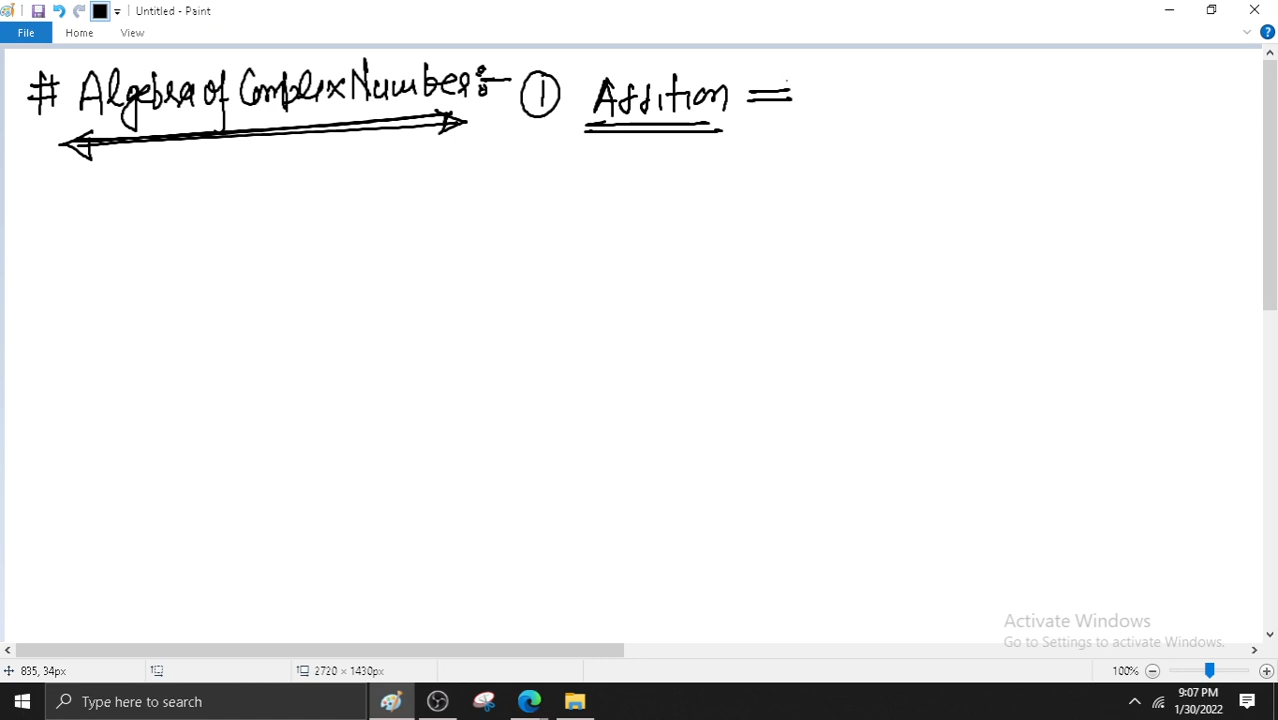 Untitled - Paint
File Home View
# Algebra of Complex Number :- ① Addition =
Activate Windows
Go to Settings to activate Windows.
835, 34px 2720 × 1430px 100%
Type here to search
9:07 PM
1/30/2022